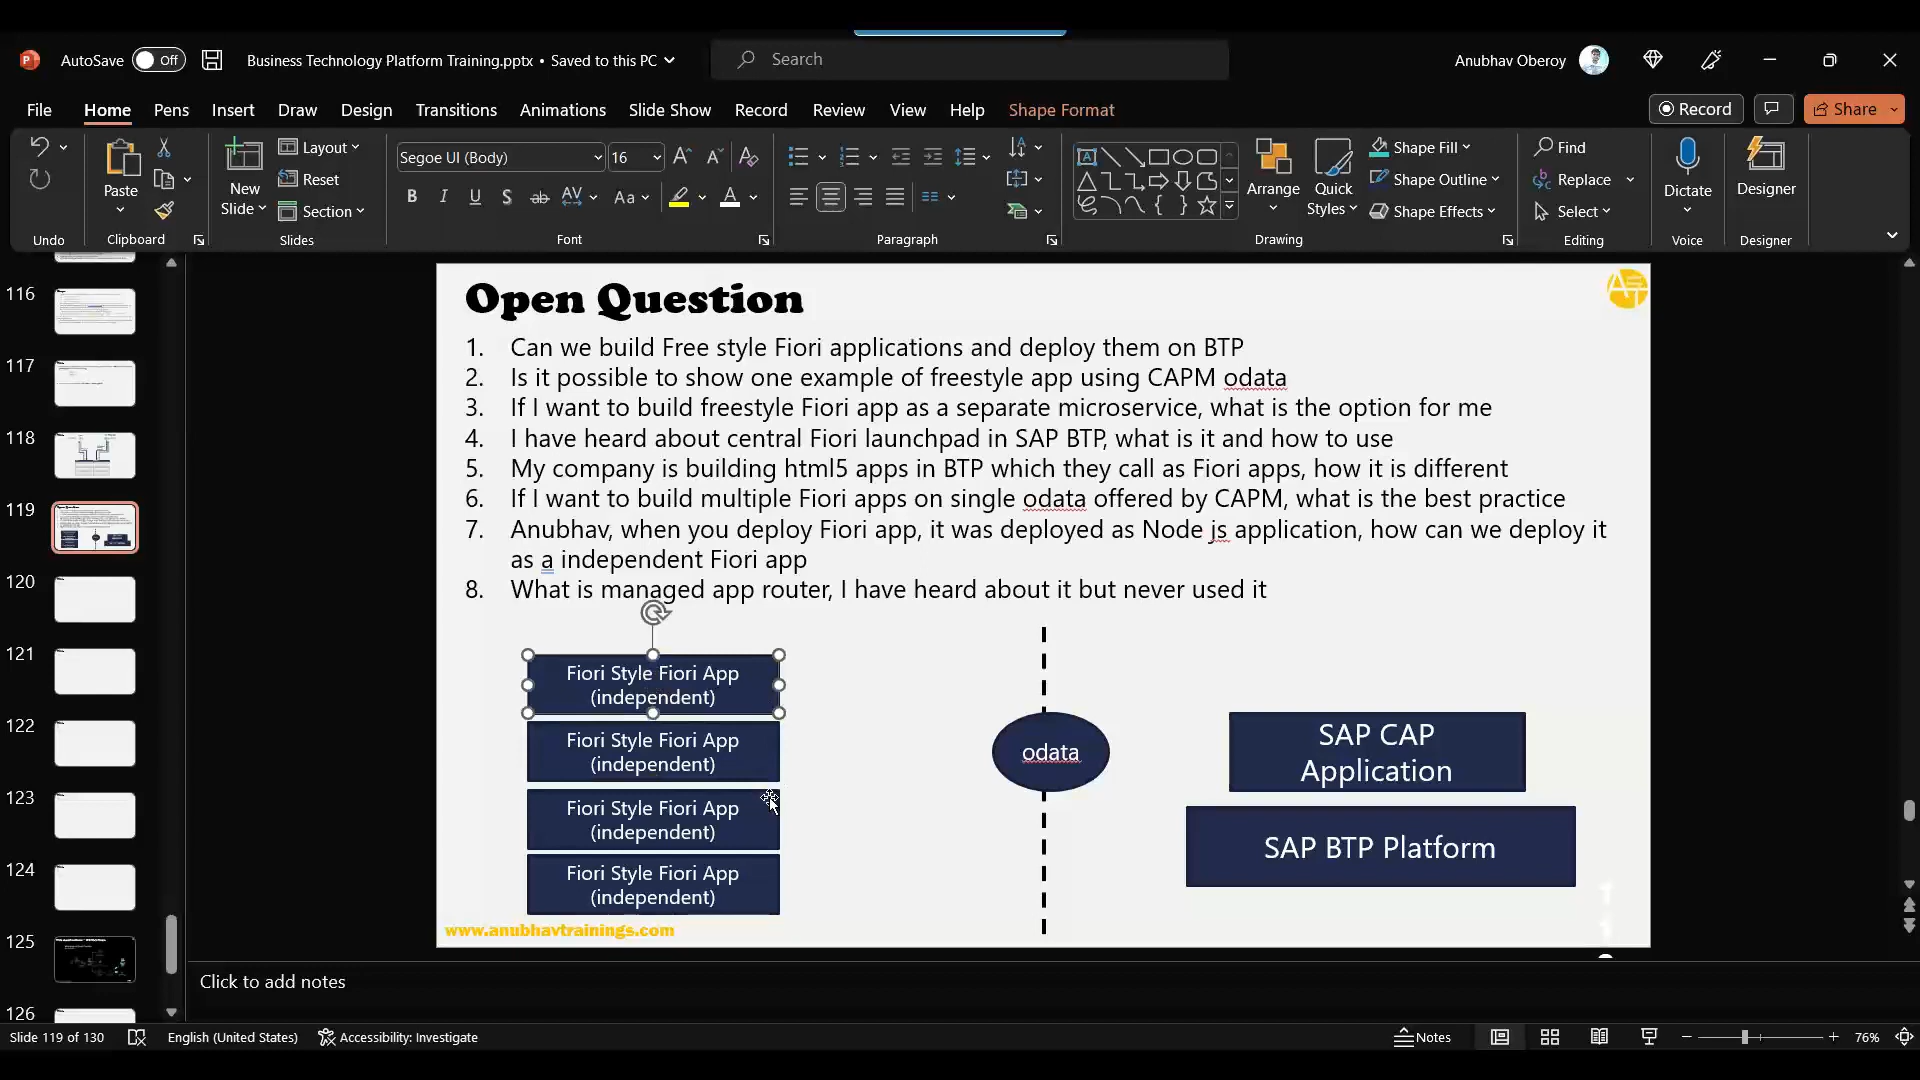 AutoSave Off Business Technology Platform Training.pptx • Saved to this PC Search Anubhav Oberoy
File Home Pens Insert Draw Design Transitions Animations Slide Show Record Review View Help Shape Format Record Share
Paste
New Slide
Layout
Reset
Section
Segoe UI (Body) 16
B I U S ab AV Aa A
Arrange
Quick Styles
Shape Fill
Shape Outline
Shape Effects
Find
Replace
Select
Dictate
Designer
Undo Clipboard Slides Font Paragraph Drawing Editing Voice Designer
116
117
118
119
120
121
122
123
124
125
126
Open Question
1. Can we build Free style Fiori applications and deploy them on BTP
2. Is it possible to show one example of freestyle app using CAPM odata
3. If I want to build freestyle Fiori app as a separate microservice, what is the option for me
4. I have heard about central Fiori launchpad in SAP BTP, what is it and how to use
5. My company is building html5 apps in BTP which they call as Fiori apps, how it is different
6. If I want to build multiple Fiori apps on single odata offered by CAPM, what is the best practice
7. Anubhav, when you deploy Fiori app, it was deployed as Node js application, how can we deploy it
as a independent Fiori app
8. What is managed app router, I have heard about it but never used it
Fiori Style Fiori App
(independent)
Fiori Style Fiori App
(independent)
Fiori Style Fiori App
(independent)
Fiori Style Fiori App
(independent)
odata
SAP CAP
Application
SAP BTP Platform
www.anubhavtrainings.com
Click to add notes
Slide 119 of 130 English (United States) Accessibility: Investigate Notes 76%